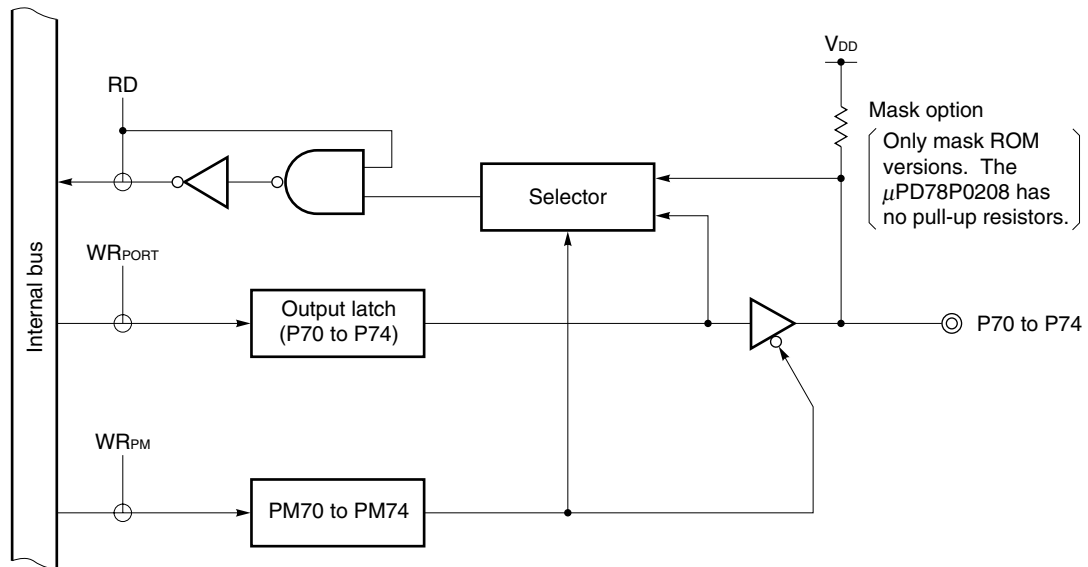 VDD
RD
Mask option
Only mask ROM
versions. The
μPD78P0208 has
no pull-up resistors.
Selector
WRPORT
Internal bus
Output latch
(P70 to P74)
P70 to P74
WRPM
PM70 to PM74